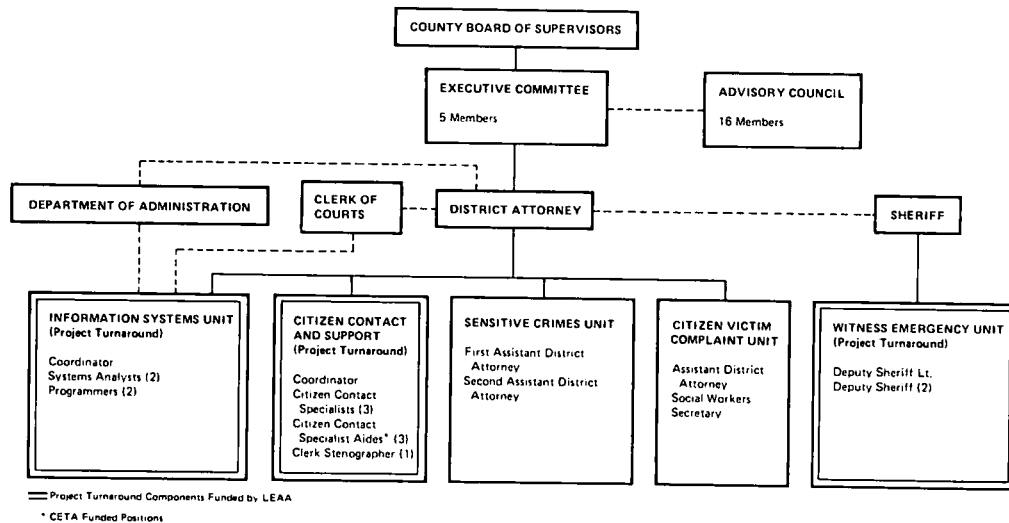 COUNTY BOARD OF SUPERVISORS
EXECUTIVE COMMITTEE
5 Members
ADVISORY COUNCIL
16 Members
DEPARTMENT OF ADMINISTRATION
CLERK OF
COURTS
DISTRICT ATTORNEY
SHERIFF
INFORMATION SYSTEMS UNIT
(Project Turnaround)
Coordinator
Systems Analysts (2)
Programmers (2)
CITIZEN CONTACT
AND SUPPORT
(Project Turnaround)
Coordinator
Citizen Contact
Specialists (3)
Citizen Contact
Specialist Aides* (3)
Clerk Stenographer (1)
SENSITIVE CRIMES UNIT
First Assistant District
Attorney
Second Assistant District
Attorney
CITIZEN VICTIM
COMPLAINT UNIT
Assistant District
Attorney
Social Workers
Secretary
WITNESS EMERGENCY UNIT
(Project Turnaround)
Deputy Sheriff Lt.
Deputy Sheriff (2)
Project Turnaround Components Funded by LEAA
* CETA Funded Positions